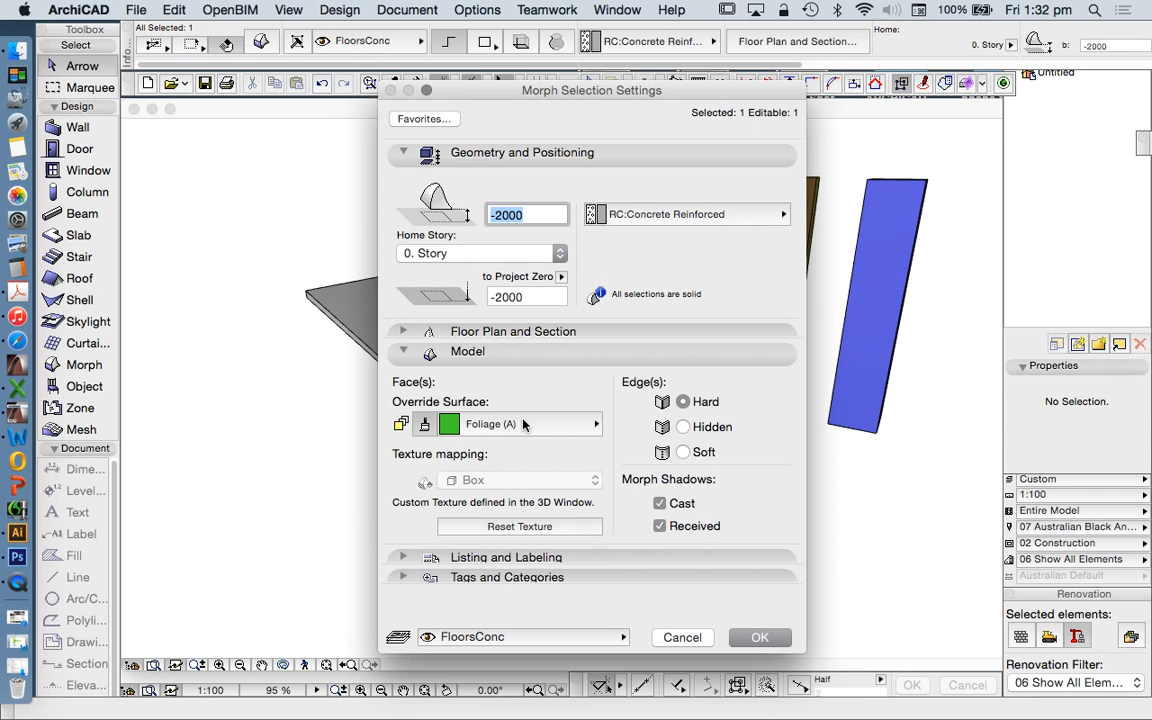 ArchiCAD File Edit OpenBIM View Design Document Options Teamwork Window Help 100% Fri 1:32 pm
Toolbox
Select
Arrow
Marquee
Design
Wall
Door
Window
Column
Beam
Slab
Stair
Roof
Shell
Skylight
Curtai...
Morph
Object
Zone
Mesh
Document
Dime...
Level...
Text
Label
Fill
Line
Arc/C...
Polyli...
Drawi...
Section
Eleva...
All Selected: 1
FloorsConc
RC:Concrete Reinf...
Floor Plan and Section...
Home:
0. Story
b:
-2000
Untitled
Morph Selection Settings
Favorites...
Selected: 1 Editable: 1
Geometry and Positioning
-2000
RC:Concrete Reinforced
Home Story:
0. Story
to Project Zero
-2000
All selections are solid
Floor Plan and Section
Model
Face(s):
Override Surface:
Foliage (A)
Texture mapping:
Box
Custom Texture defined in the 3D Window.
Reset Texture
Edge(s):
Hard
Hidden
Soft
Morph Shadows:
Cast
Received
Listing and Labeling
Tags and Categories
FloorsConc
Cancel
OK
Properties
No Selection.
Custom
1:100
Entire Model
07 Australian Black An...
02 Construction
06 Show All Elements
Australian Default
Renovation
Selected elements:
Renovation Filter:
06 Show All Elem...
1:100
95 %
0.00°
Half
2
OK
Cancel